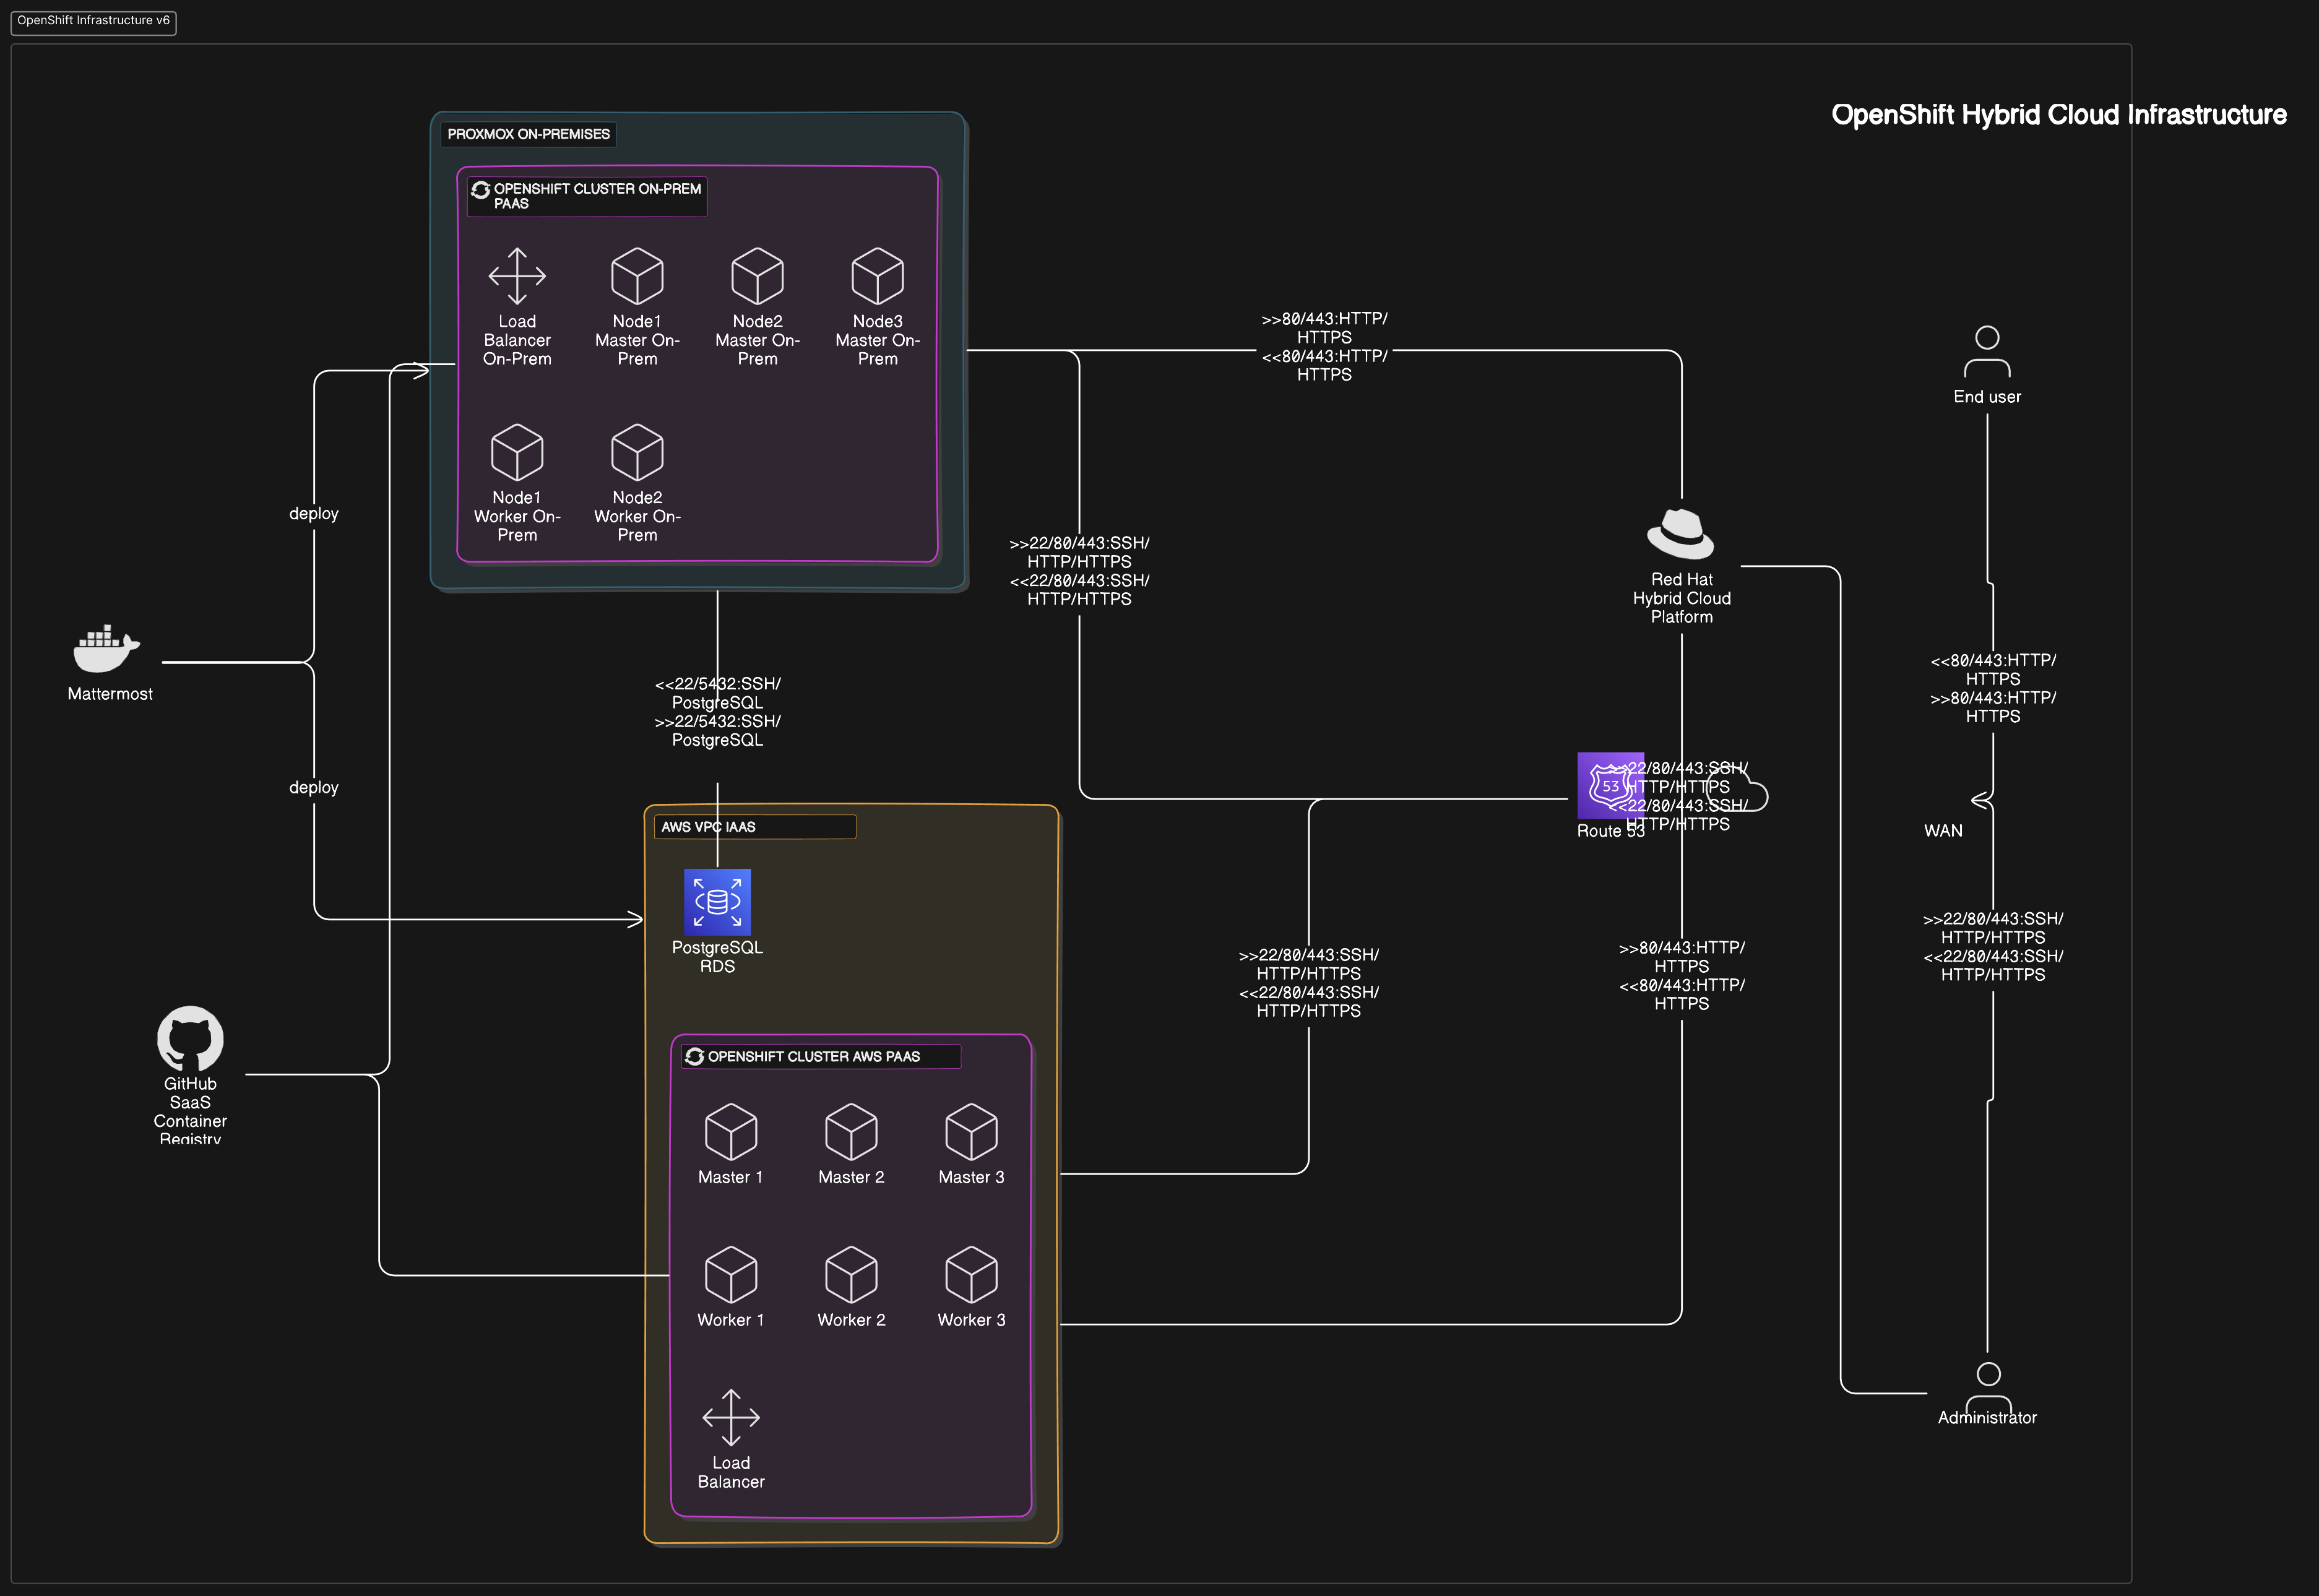 OpenShift Infrastructure v6
OpenShift Hybrid Cloud Infrastructure
PROXMOX ON-PREMISES
OPENSHIFT CLUSTER ON-PREM
PAAS
Load
Balancer
On-Prem
Node1
Master On-
Prem
Node2
Master On-
Prem
Node3
Master On-
Prem
Node1
Worker On-
Prem
Node2
Worker On-
Prem
>>80/443:HTTP/
HTTPS
<<80/443:HTTP/
HTTPS
End user
deploy
>>22/80/443:SSH/
HTTP/HTTPS
<<22/80/443:SSH/
HTTP/HTTPS
Red Hat
Hybrid Cloud
Platform
Mattermost
<<22/5432:SSH/
PostgreSQL
>>22/5432:SSH/
PostgreSQL
<<80/443:HTTP/
HTTPS
>>80/443:HTTP/
HTTPS
deploy
53
Route 53
>>22/80/443:SSH/
HTTP/HTTPS
<<22/80/443:SSH/
HTTP/HTTPS
WAN
AWS VPC IAAS
PostgreSQL
RDS
>>22/80/443:SSH/
HTTP/HTTPS
<<22/80/443:SSH/
HTTP/HTTPS
>>80/443:HTTP/
HTTPS
<<80/443:HTTP/
HTTPS
>>22/80/443:SSH/
HTTP/HTTPS
<<22/80/443:SSH/
HTTP/HTTPS
GitHub
SaaS
Container
Registry
OPENSHIFT CLUSTER AWS PAAS
Master 1
Master 2
Master 3
Worker 1
Worker 2
Worker 3
Load
Balancer
Administrator